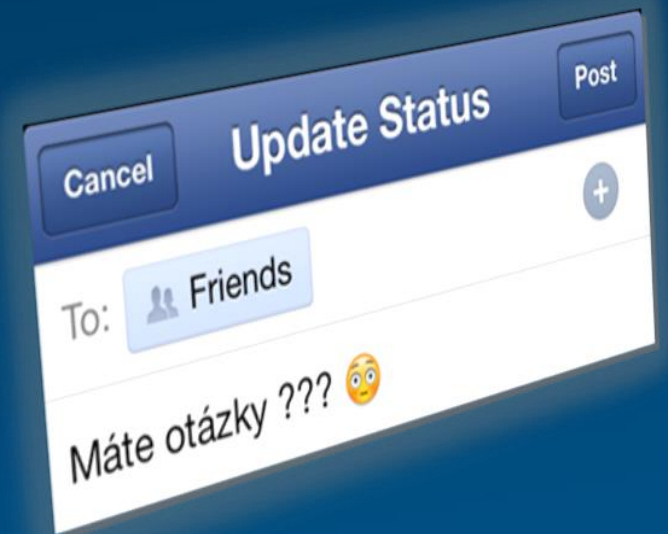 Cancel Update Status Post
To: Friends +
Máte otázky ??? 😳